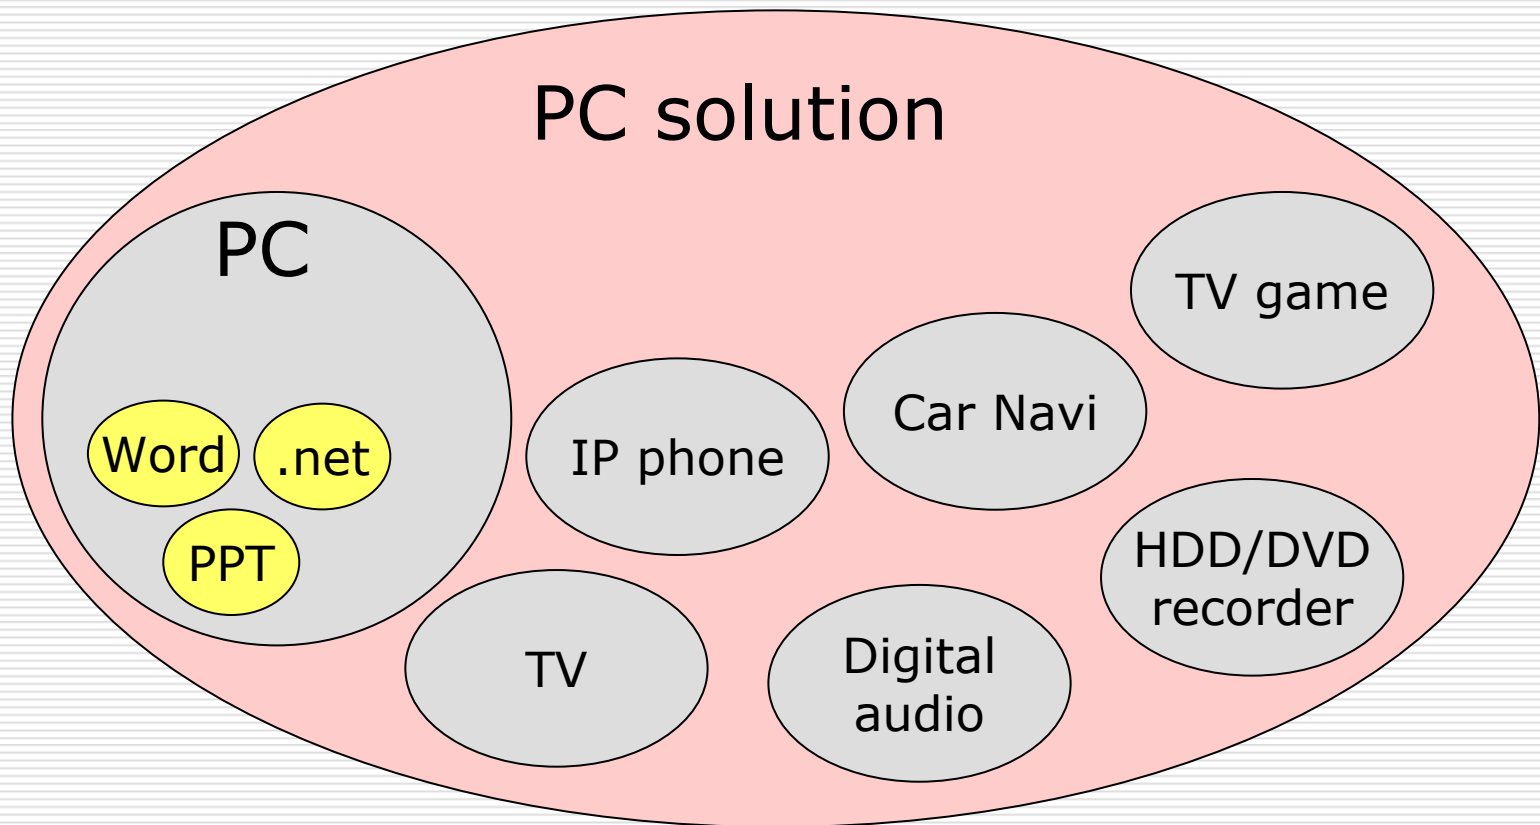 PC solution
PC
TV game
Car Navi
IP phone
Word
.net
PPT
HDD/DVD
recorder
TV
Digital
audio